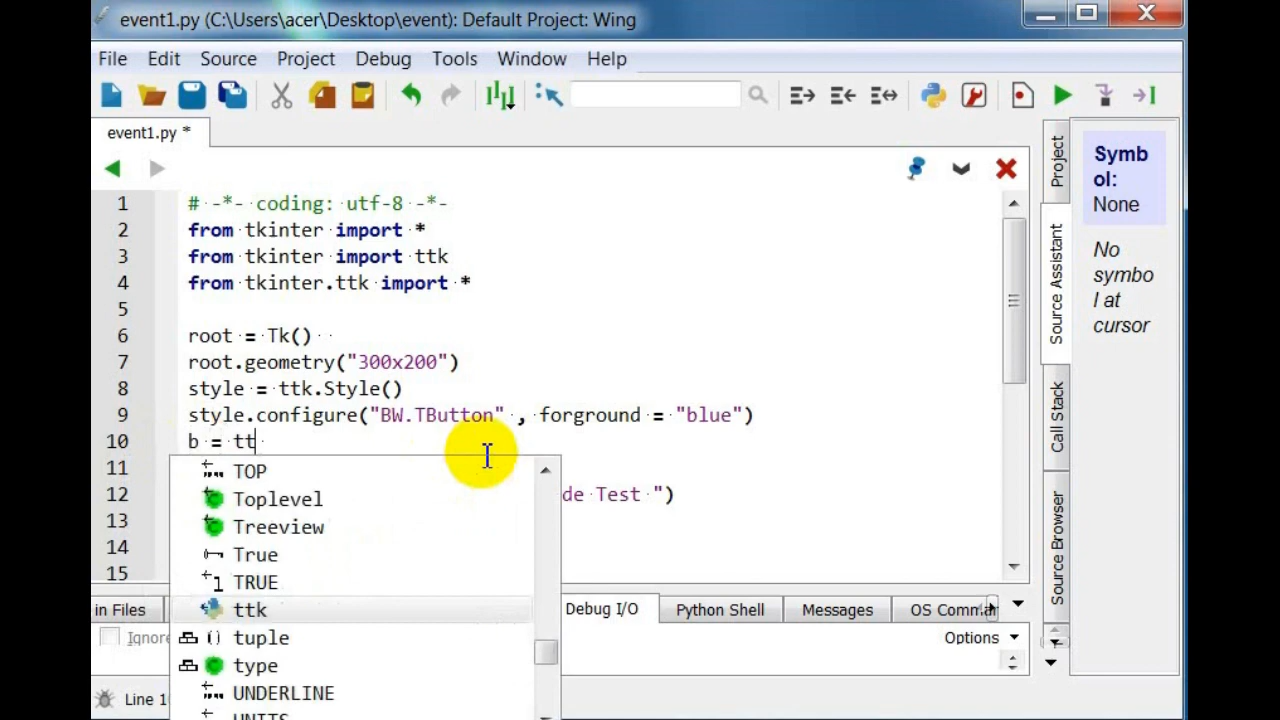 event1.py (C:\Users\acer\Desktop\event): Default Project: Wing
File Edit Source Project Debug Tools Window Help
event1.py *
1 # -*- coding: utf-8 -*-
2 from tkinter import *
3 from tkinter import ttk
4 from tkinter.ttk import *
5
6 root = Tk()
7 root.geometry("300x200")
8 style = ttk.Style()
9 style.configure("BW.TButton" , forground = "blue")
10 b = tt
11
12 de Test ")
13
14
15
TOP
Toplevel
Treeview
True
TRUE
ttk
tuple
type
UNDERLINE
UNITS
Project
Source Assistant
Call Stack
Source Browser
Symb
ol:
None
No
symbo
l at
cursor
in Files Debug I/O Python Shell Messages OS Comma
Ignore Options
Line 1